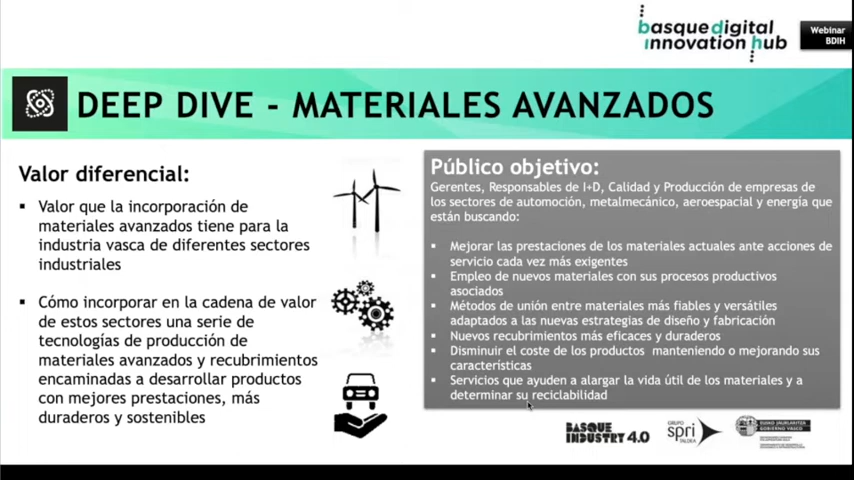 basque digital
innovation hub
Webinar
BDIH
DEEP DIVE - MATERIALES AVANZADOS
Valor diferencial:
▪ Valor que la incorporación de
materiales avanzados tiene para la
industria vasca de diferentes sectores
industriales
▪ Cómo incorporar en la cadena de valor
de estos sectores una serie de
tecnologías de producción de
materiales avanzados y recubrimientos
encaminadas a desarrollar productos
con mejores prestaciones, más
duraderos y sostenibles
Público objetivo:
Gerentes, Responsables de I+D, Calidad y Producción de empresas de
los sectores de automoción, metalmecánico, aeroespacial y energía que
están buscando:
▪ Mejorar las prestaciones de los materiales actuales ante acciones de
servicio cada vez más exigentes
▪ Empleo de nuevos materiales con sus procesos productivos
asociados
▪ Métodos de unión entre materiales más fiables y versátiles
adaptados a las nuevas estrategias de diseño y fabricación
▪ Nuevos recubrimientos más eficaces y duraderos
▪ Disminuir el coste de los productos manteniendo o mejorando sus
características
▪ Servicios que ayuden a alargar la vida útil de los materiales y a
determinar su reciclabilidad
BASQUE
INDUSTRY 4.0
GRUPO
spri
TALDEA
EUSKO JAURLARITZA
GOBIERNO VASCO